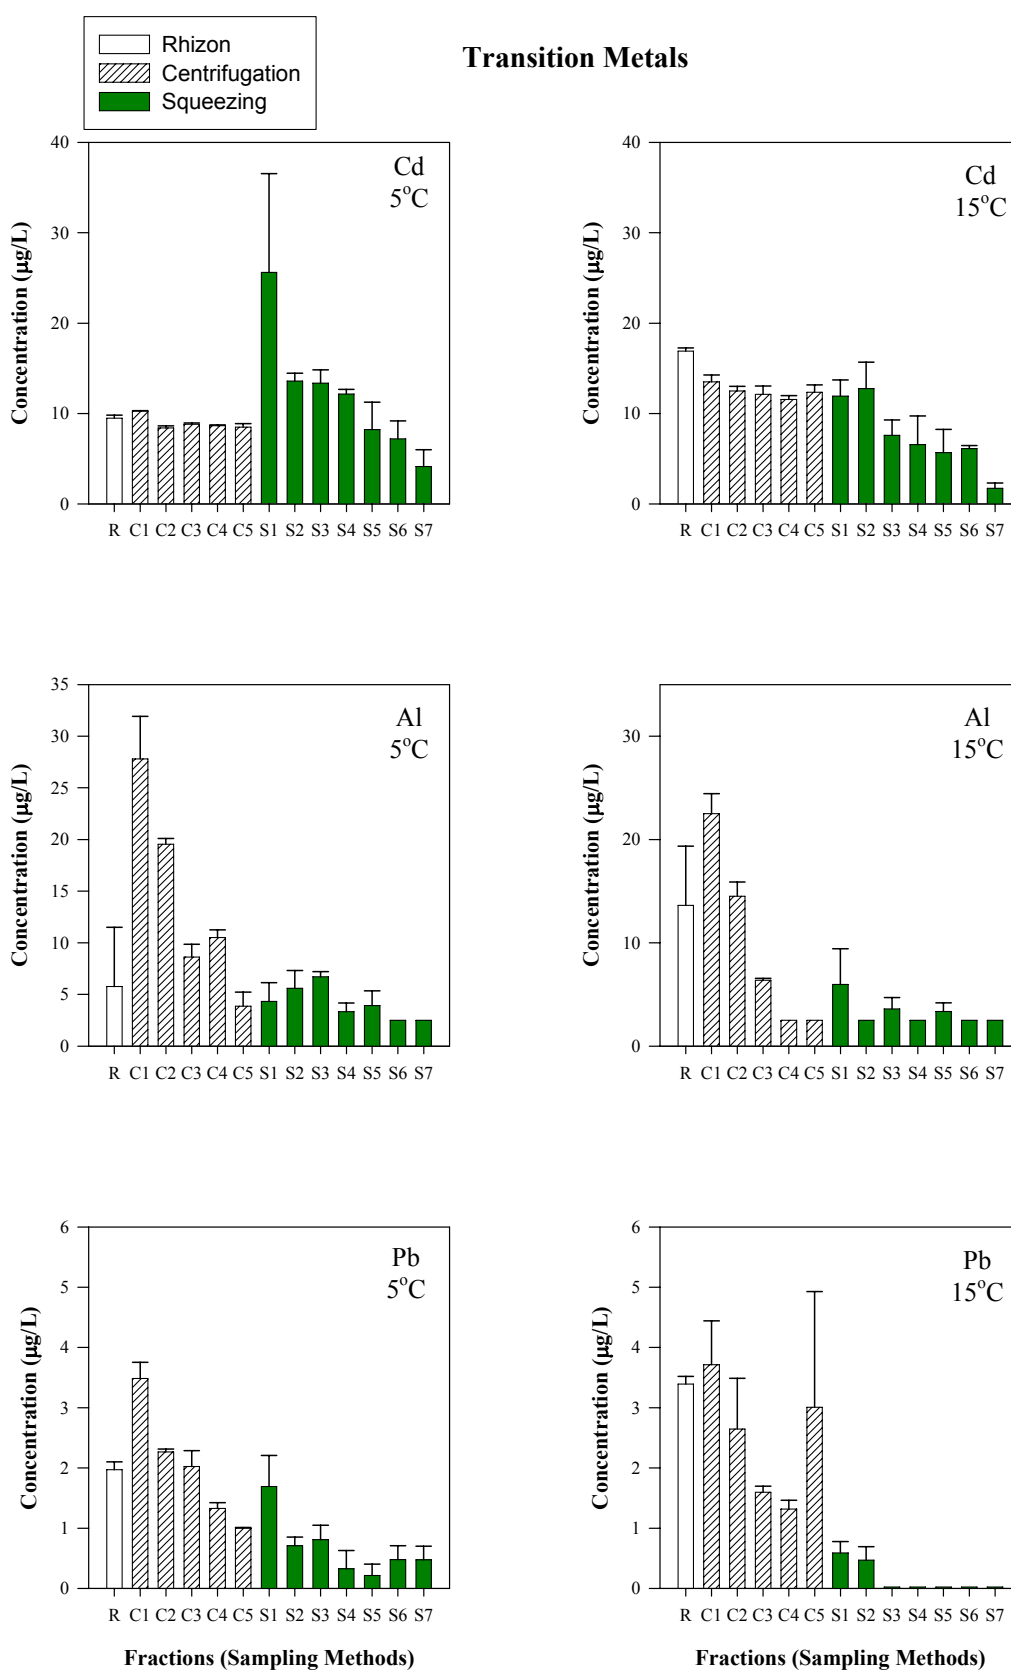 Rhizon
Centrifugation
Squeezing
Transition Metals
Concentration (µg/L)
40
30
20
10
0
Cd
5°C
R C1 C2 C3 C4 C5 S1 S2 S3 S4 S5 S6 S7
Concentration (µg/L)
40
30
20
10
0
Cd
15°C
R C1 C2 C3 C4 C5 S1 S2 S3 S4 S5 S6 S7
Concentration (µg/L)
35
30
25
20
15
10
5
0
Al
5°C
R C1 C2 C3 C4 C5 S1 S2 S3 S4 S5 S6 S7
Concentration (µg/L)
30
20
10
0
Al
15°C
R C1 C2 C3 C4 C5 S1 S2 S3 S4 S5 S6 S7
Concentration (µg/L)
6
5
4
3
2
1
0
Pb
5°C
R C1 C2 C3 C4 C5 S1 S2 S3 S4 S5 S6 S7
Fractions (Sampling Methods)
Concentration (µg/L)
6
5
4
3
2
1
0
Pb
15°C
R C1 C2 C3 C4 C5 S1 S2 S3 S4 S5 S6 S7
Fractions (Sampling Methods)